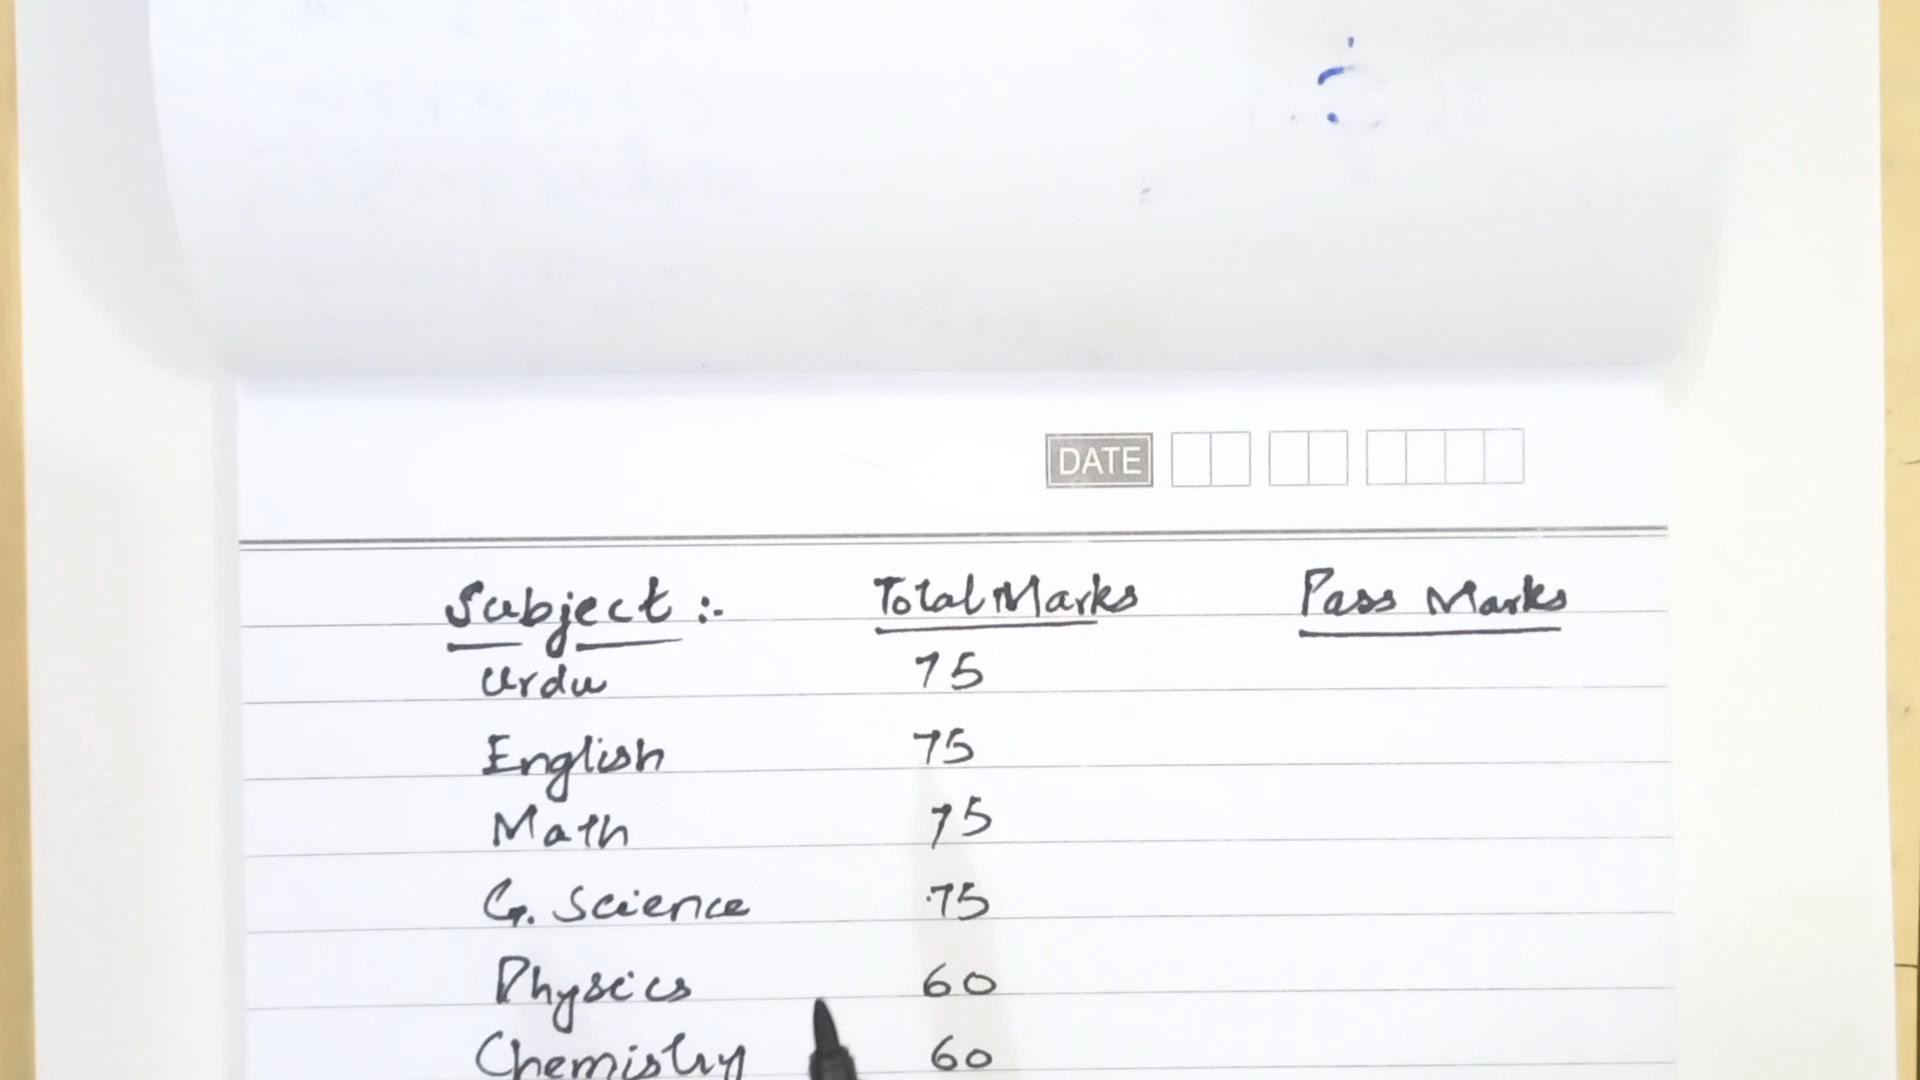 DATE
Subject :- Total Marks Pass Marks
Urdu 75
English 75
Math 75
G. Science 75
Physics 60
Chemistry 60